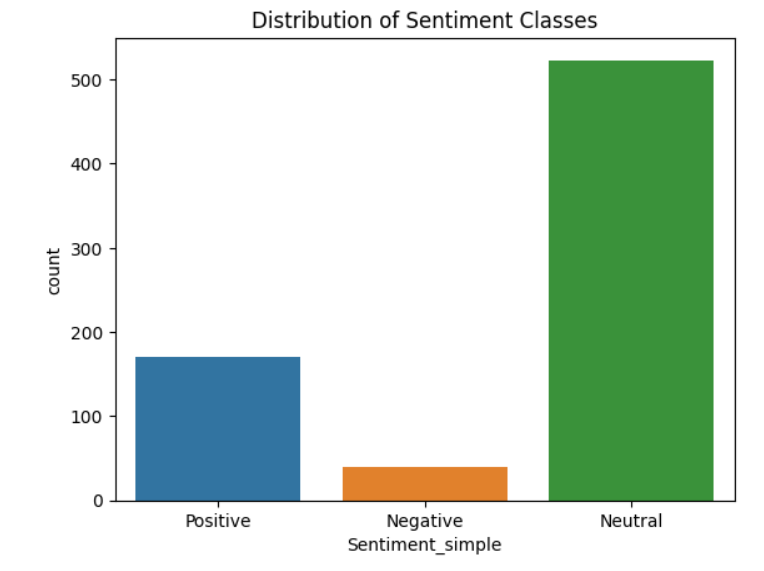 Distribution of Sentiment Classes
500
400
300
200
100
0
count
Positive Negative Neutral
Sentiment_simple